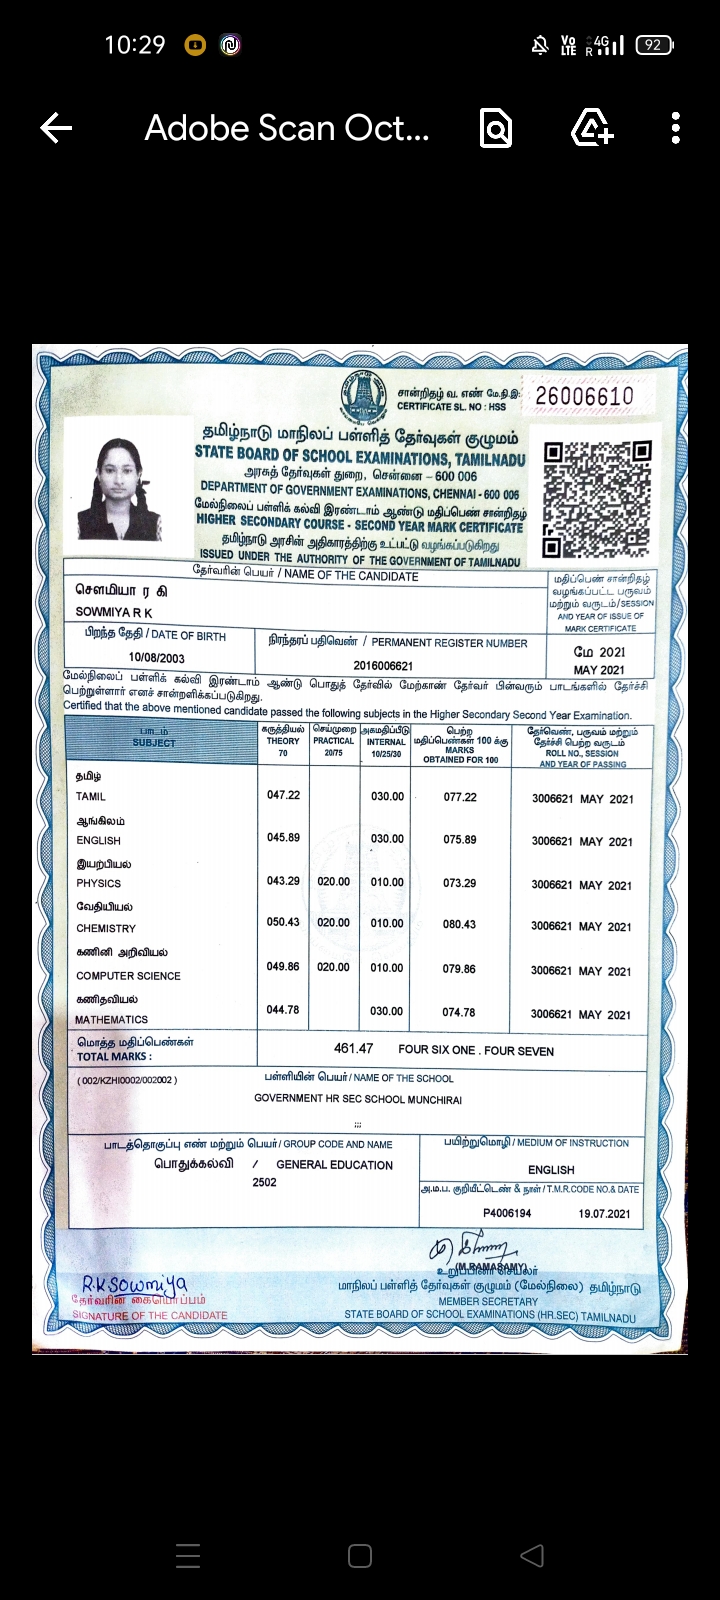 10:29
Vo LTE R 4G 92
Adobe Scan Oct...
சான்றிதழ் வ. எண் மே.நி.இ:
CERTIFICATE SL. NO : HSS
26006610
தமிழ்நாடு மாநிலப் பள்ளித் தேர்வுகள் குழுமம்
STATE BOARD OF SCHOOL EXAMINATIONS, TAMILNADU
அரசுத் தேர்வுகள் துறை, சென்னை – 600 006
DEPARTMENT OF GOVERNMENT EXAMINATIONS, CHENNAI - 600 006
மேல்நிலைப் பள்ளிக் கல்வி இரண்டாம் ஆண்டு மதிப்பெண் சான்றிதழ்
HIGHER SECONDARY COURSE - SECOND YEAR MARK CERTIFICATE
தமிழ்நாடு அரசின் அதிகாரத்திற்கு உட்பட்டு வழங்கப்படுகிறது
ISSUED UNDER THE AUTHORITY OF THE GOVERNMENT OF TAMILNADU
தேர்வரின் பெயர் / NAME OF THE CANDIDATE
சௌமியா ர கி
SOWMIYA R K
மதிப்பெண் சான்றிதழ்
வழங்கப்பட்ட பருவம்
மற்றும் வருடம்/SESSION
AND YEAR OF ISSUE OF
MARK CERTIFICATE
பிறந்த தேதி / DATE OF BIRTH
10/08/2003
நிரந்தரப் பதிவெண் / PERMANENT REGISTER NUMBER
2016006621
மே 2021
MAY 2021
மேல்நிலைப் பள்ளிக் கல்வி இரண்டாம் ஆண்டு பொதுத் தேர்வில் மேற்காண் தேர்வர் பின்வரும் பாடங்களில் தேர்ச்சி
பெற்றுள்ளார் எனச் சான்றளிக்கப்படுகிறது.
Certified that the above mentioned candidate passed the following subjects in the Higher Secondary Second Year Examination.
பாடம்
SUBJECT
கருத்தியல்
THEORY
70
செய்முறை
PRACTICAL
20/75
அகமதிப்பீடு
INTERNAL
10/25/30
பெற்ற
மதிப்பெண்கள் 100 க்கு
MARKS
OBTAINED FOR 100
தேர்வெண், பருவம் மற்றும்
தேர்ச்சி பெற்ற வருடம்
ROLL NO., SESSION
AND YEAR OF PASSING
தமிழ்
TAMIL 047.22 030.00 077.22 3006621 MAY 2021
ஆங்கிலம்
ENGLISH 045.89 030.00 075.89 3006621 MAY 2021
இயற்பியல்
PHYSICS 043.29 020.00 010.00 073.29 3006621 MAY 2021
வேதியியல்
CHEMISTRY 050.43 020.00 010.00 080.43 3006621 MAY 2021
கணினி அறிவியல்
COMPUTER SCIENCE 049.86 020.00 010.00 079.86 3006621 MAY 2021
கணிதவியல்
MATHEMATICS 044.78 030.00 074.78 3006621 MAY 2021
மொத்த மதிப்பெண்கள்
TOTAL MARKS :
461.47 FOUR SIX ONE . FOUR SEVEN
( 002/KZHI0002/002002 )
பள்ளியின் பெயர் / NAME OF THE SCHOOL
GOVERNMENT HR SEC SCHOOL MUNCHIRAI
;;;
பாடத்தொகுப்பு எண் மற்றும் பெயர் / GROUP CODE AND NAME
பொதுக்கல்வி / GENERAL EDUCATION
2502
பயிற்றுமொழி / MEDIUM OF INSTRUCTION
ENGLISH
அ.ம.ப. குறியீட்டெண் & நாள் / T.M.R.CODE NO.& DATE
P4006194 19.07.2021
R.K.Sowmiya
தேர்வரின் கையொப்பம்
SIGNATURE OF THE CANDIDATE
(M.RAMASAMY)
உறுப்பினர் செயலர்
மாநிலப் பள்ளித் தேர்வுகள் குழுமம் (மேல்நிலை) தமிழ்நாடு
MEMBER SECRETARY
STATE BOARD OF SCHOOL EXAMINATIONS (HR.SEC) TAMILNADU